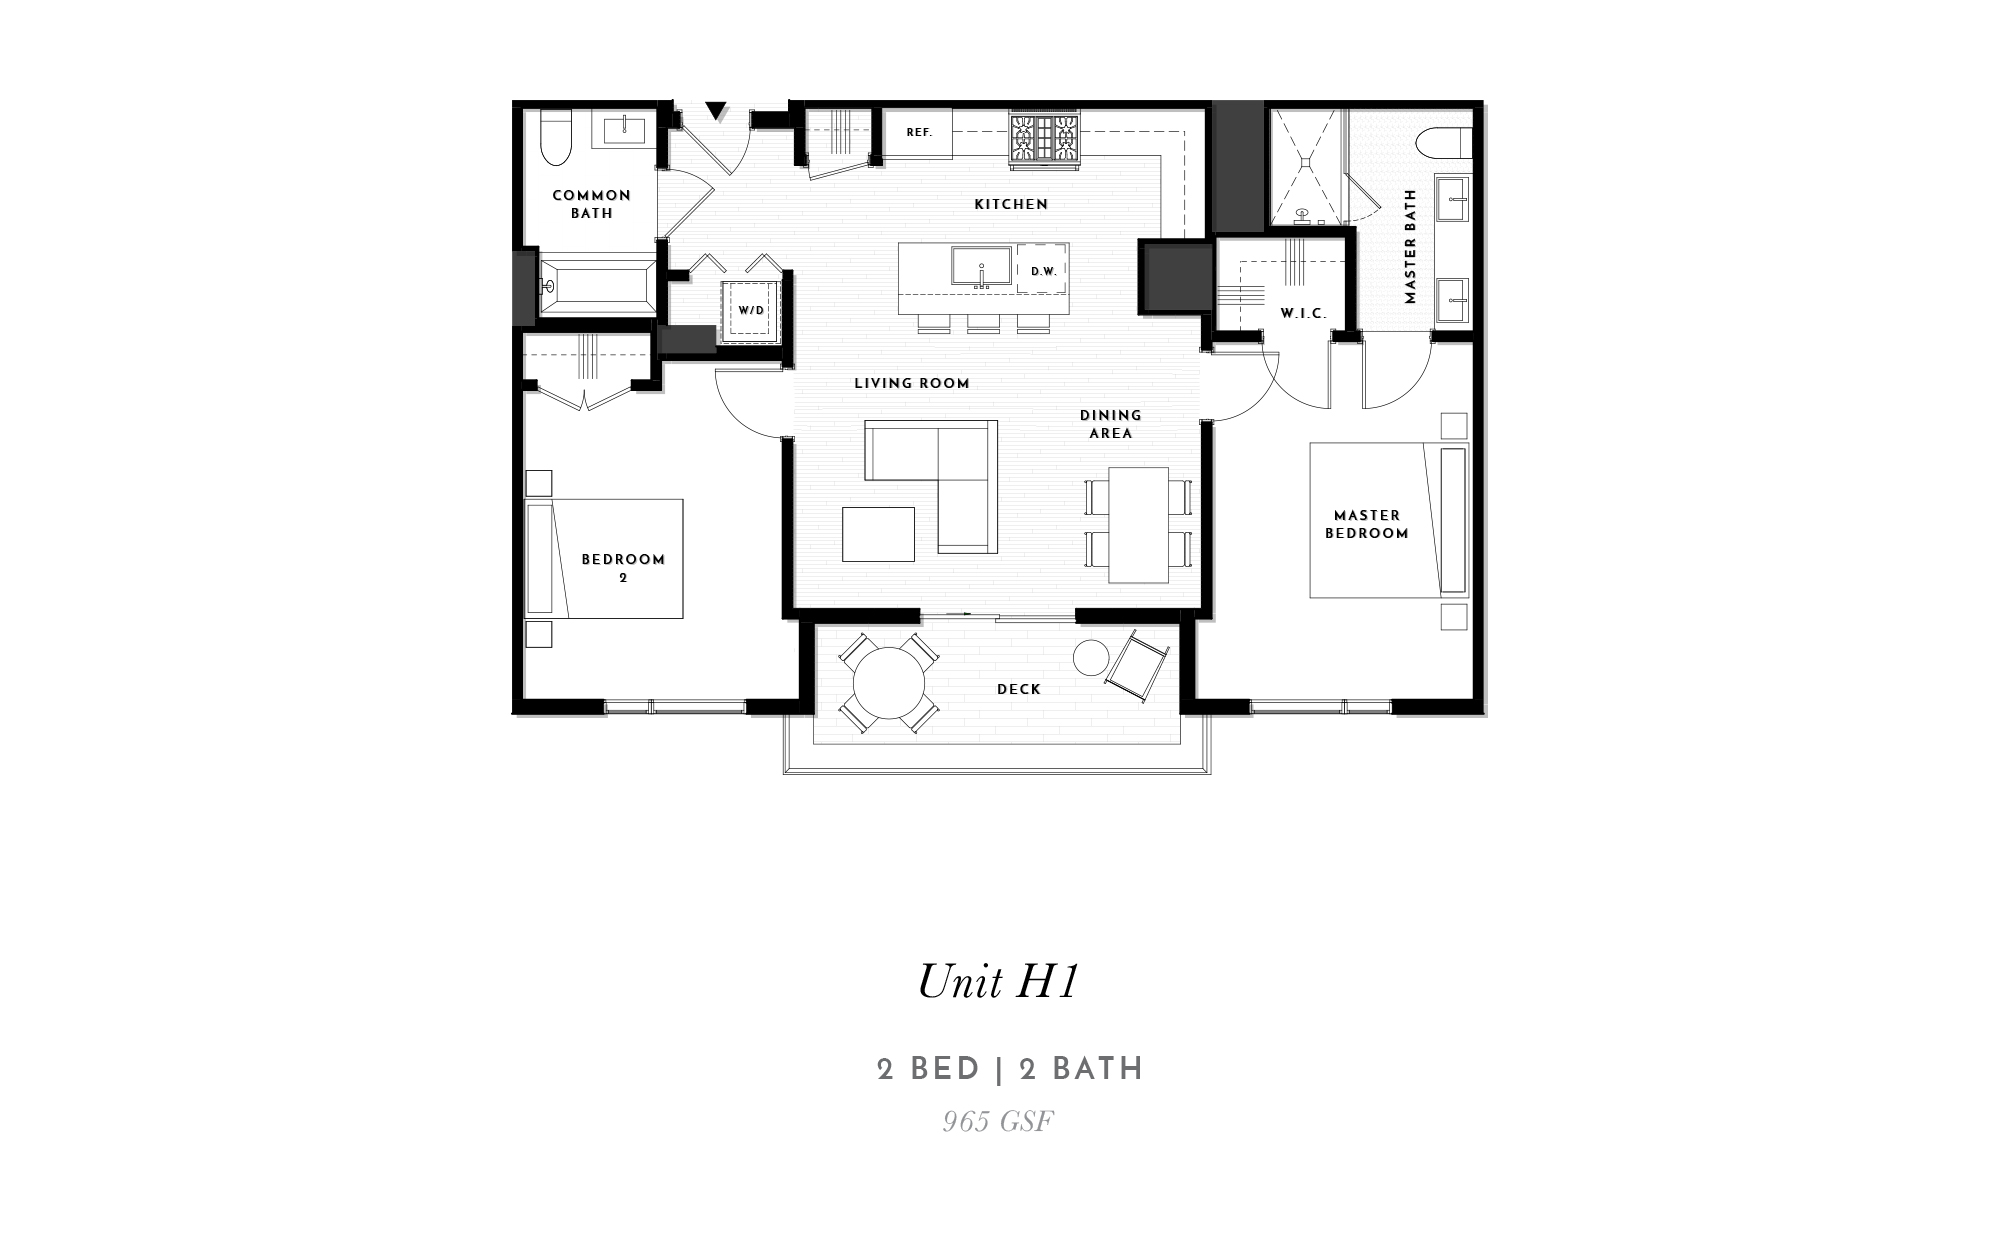 COMMON
BATH
REF.
KITCHEN
D.W.
W/D
MASTER BATH
W.I.C.
LIVING ROOM
DINING
AREA
BEDROOM
2
MASTER
BEDROOM
DECK
Unit H1
2 BED | 2 BATH
965 GSF